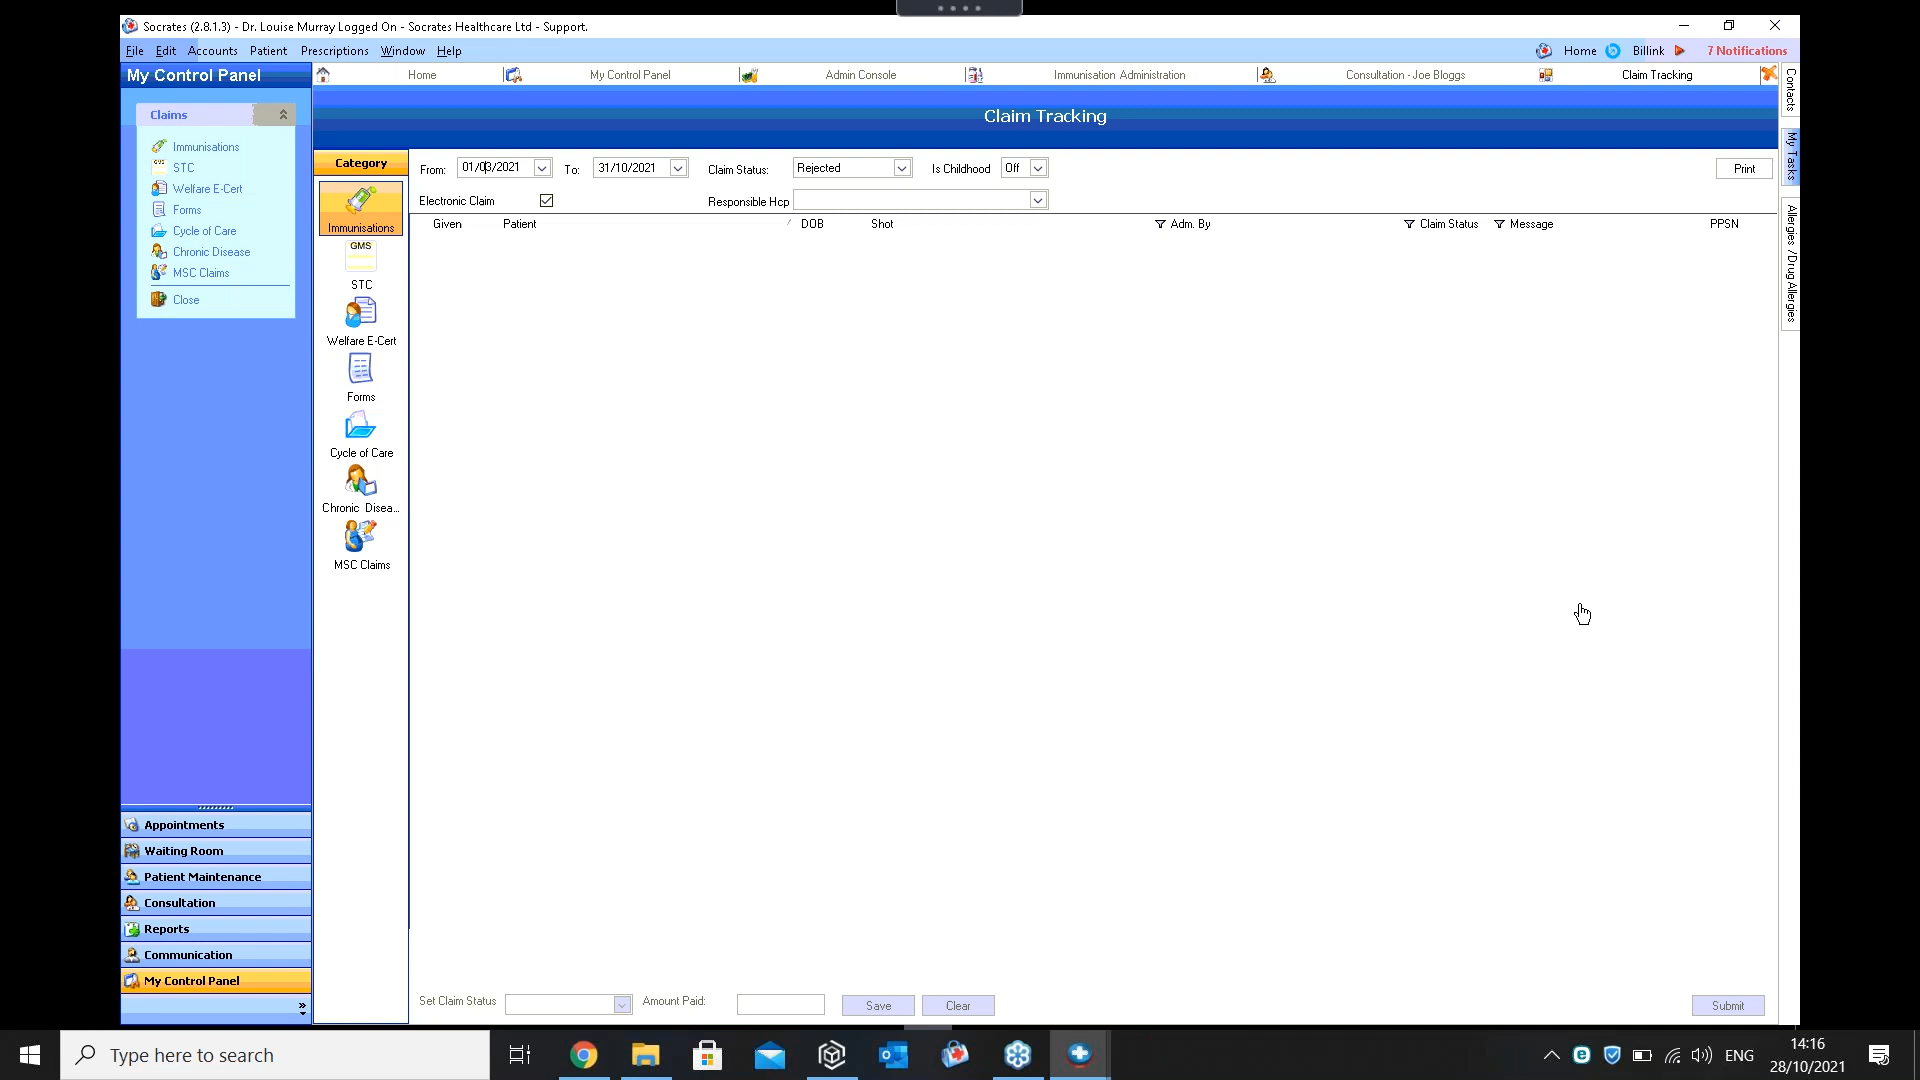 Socrates (2.8.1.3) - Dr. Louise Murray Logged On - Socrates Healthcare Ltd - Support.
File Edit Accounts Patient Prescriptions Window Help
Home Billink 7 Notifications
My Control Panel
Home My Control Panel Admin Console Immunisation Administration Consultation - Joe Bloggs Claim Tracking
Claims
Immunisations
STC
Welfare E-Cert
Forms
Cycle of Care
Chronic Disease
MSC Claims
Close
Appointments
Waiting Room
Patient Maintenance
Consultation
Reports
Communication
My Control Panel
Claim Tracking
Category
Immunisations
GMS
STC
Welfare E-Cert
Forms
Cycle of Care
Chronic Disea...
MSC Claims
From: 01/03/2021 To: 31/10/2021 Claim Status: Rejected Is Childhood Off Print
Electronic Claim Responsible Hcp
Given Patient DOB Shot Adm. By Claim Status Message PPSN
Set Claim Status Amount Paid: Save Clear Submit
Contacts
My Tasks
Allergies / Drug Allergies
Type here to search
ENG
14:16
28/10/2021